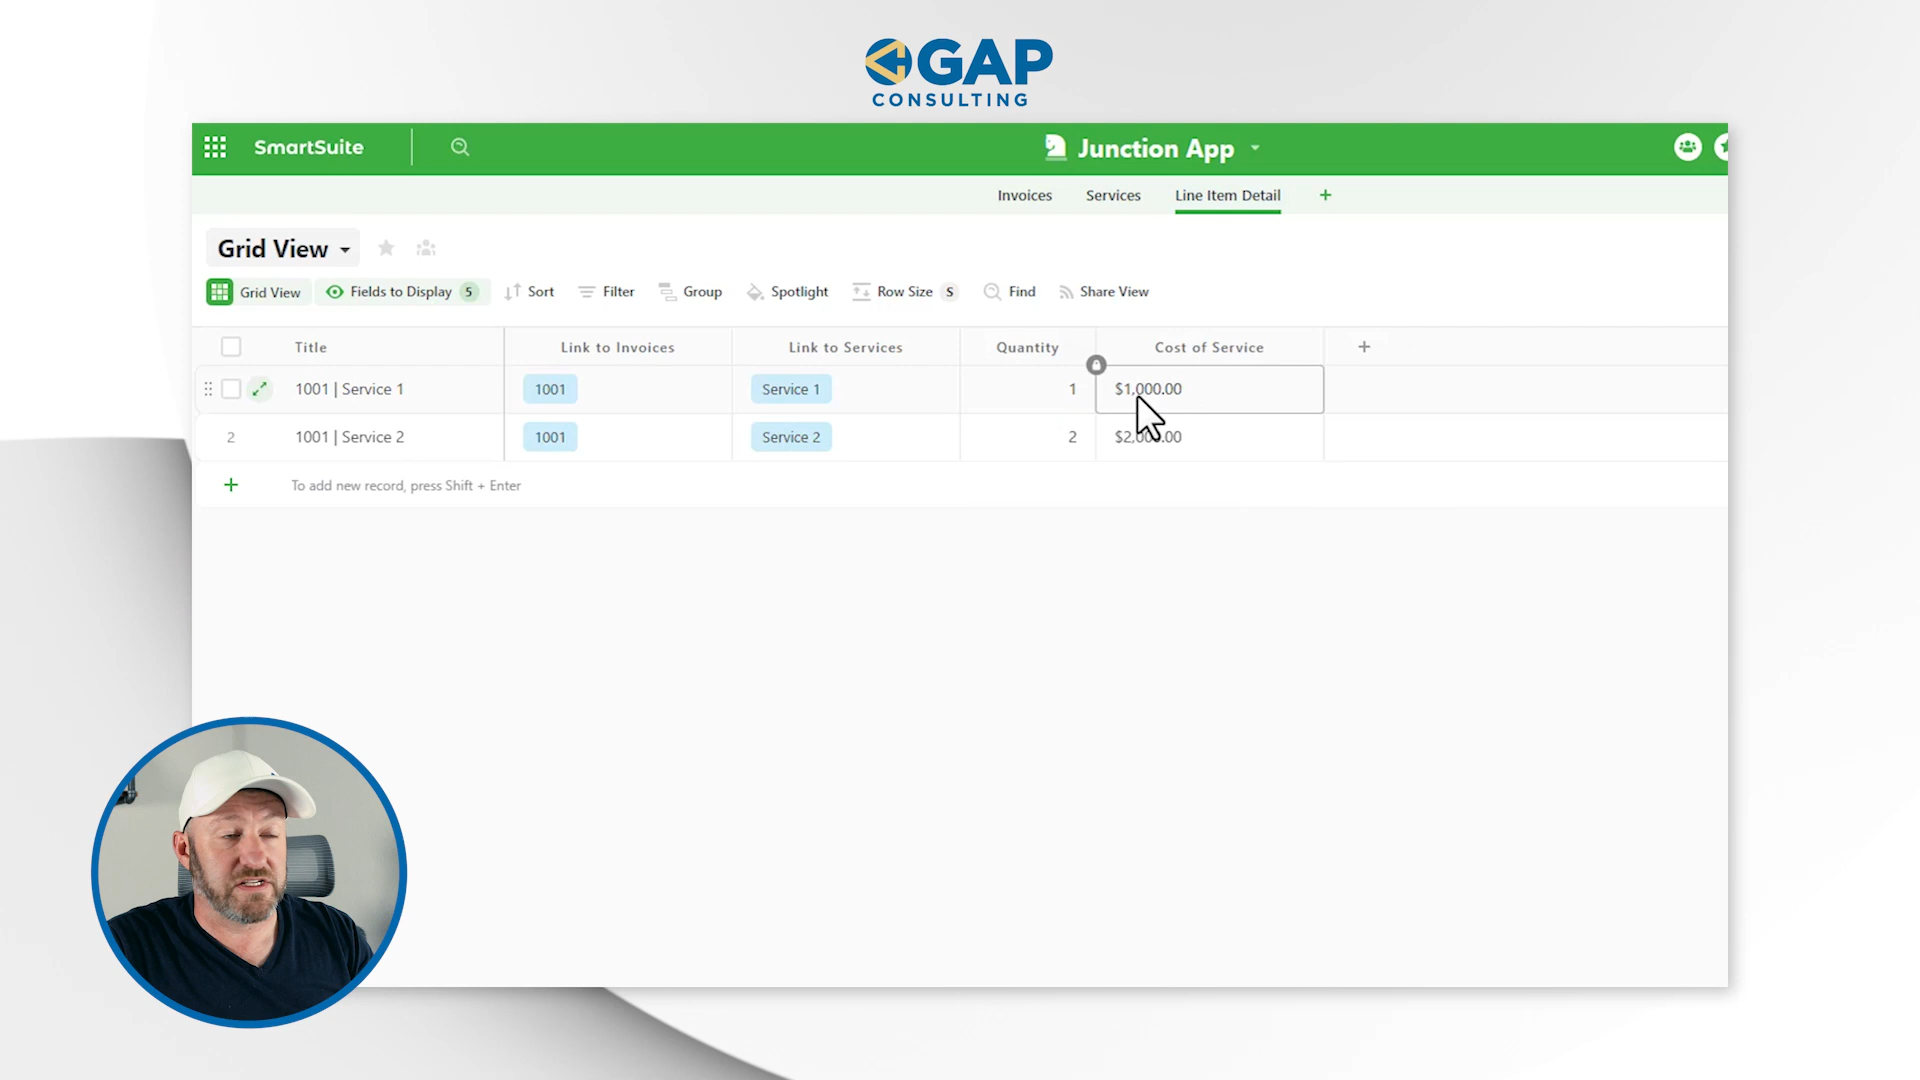 GAP
CONSULTING
SmartSuite
Junction App
Invoices Services Line Item Detail +
Grid View
Grid View Fields to Display 5 Sort Filter Group Spotlight Row Size S Find Share View
Title Link to Invoices Link to Services Quantity Cost of Service +
1001 | Service 1 1001 Service 1 1 $1,000.00
2 1001 | Service 2 1001 Service 2 2 $2,000.00
+ To add new record, press Shift + Enter